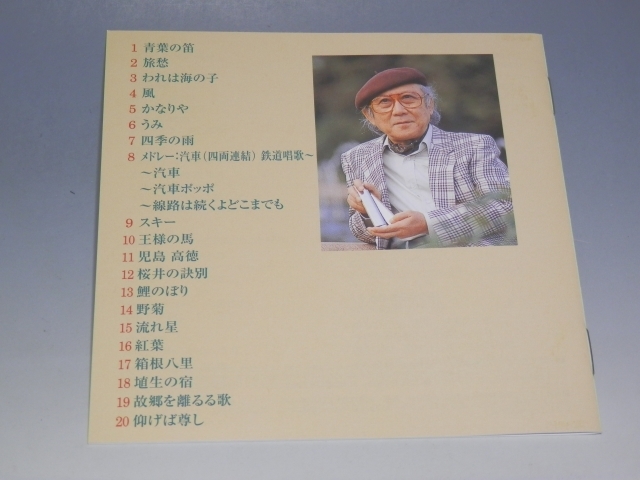 1 青葉の笛
2 旅愁
3 われは海の子
4 風
5 かなりや
6 うみ
7 四季の雨
8 メドレー：汽車（四両連結） 鉄道唱歌〜
〜汽車
〜汽車ポッポ
〜線路は続くよどこまでも
9 スキー
10 王様の馬
11 児島 高徳
12 桜井の訣別
13 鯉のぼり
14 野菊
15 流れ星
16 紅葉
17 箱根八里
18 埴生の宿
19 故郷を離るる歌
20 仰げば尊し